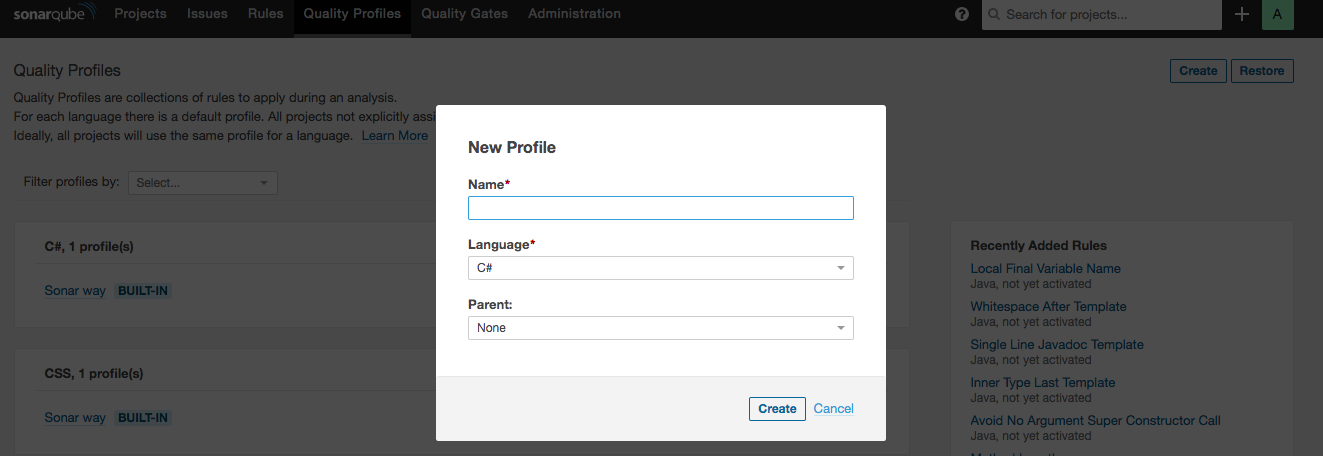 sonarqube Projects Issues Rules Quality Profiles Quality Gates Administration ? Search for projects... + A
Quality Profiles
Create Restore
Quality Profiles are collections of rules to apply during an analysis.
For each language there is a default profile. All projects not explicitly assi
Ideally, all projects will use the same profile for a language. Learn More
Filter profiles by: Select...
C#, 1 profile(s)
Sonar way BUILT-IN
CSS, 1 profile(s)
Sonar way BUILT-IN
New Profile
Name*
Language*
C#
Parent:
None
Create Cancel
Recently Added Rules
Local Final Variable Name
Java, not yet activated
Whitespace After Template
Java, not yet activated
Single Line Javadoc Template
Java, not yet activated
Inner Type Last Template
Java, not yet activated
Avoid No Argument Super Constructor Call
Java, not yet activated